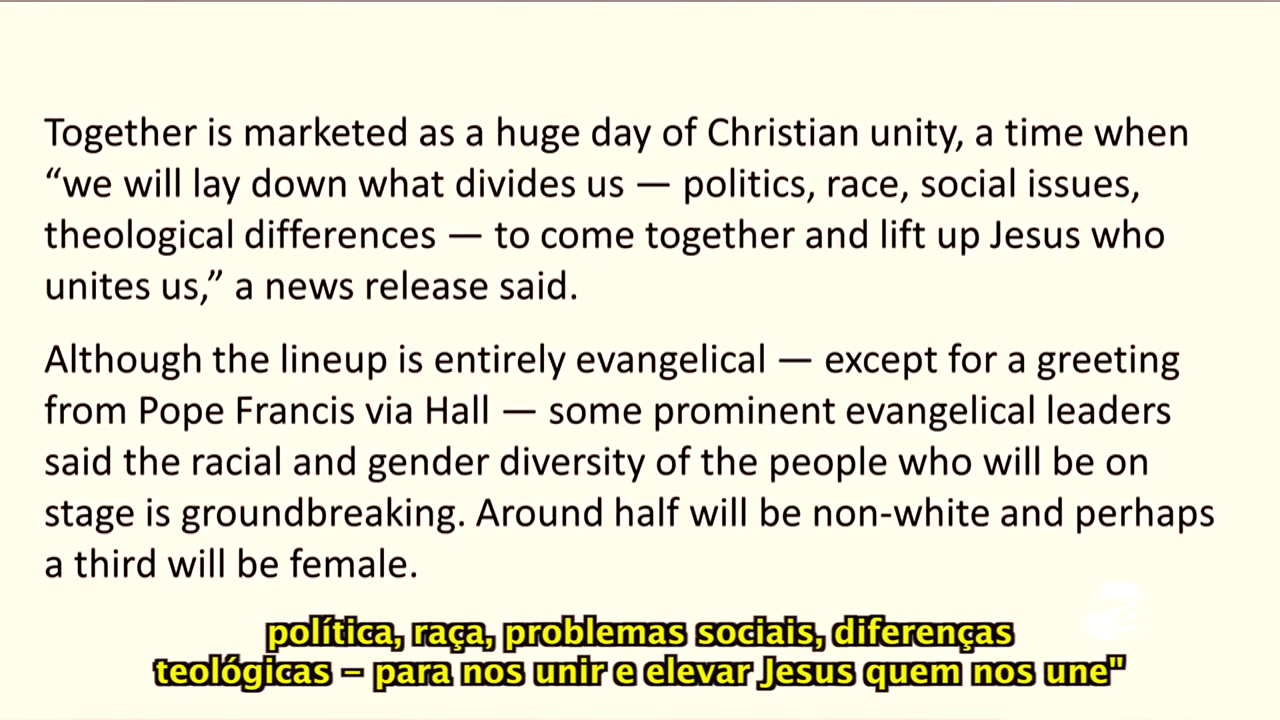 Together is marketed as a huge day of Christian unity, a time when
“we will lay down what divides us — politics, race, social issues,
theological differences — to come together and lift up Jesus who
unites us,” a news release said.
Although the lineup is entirely evangelical — except for a greeting
from Pope Francis via Hall — some prominent evangelical leaders
said the racial and gender diversity of the people who will be on
stage is groundbreaking. Around half will be non-white and perhaps
a third will be female.
política, raça, problemas sociais, diferenças
teológicas – para nos unir e elevar Jesus quem nos une"